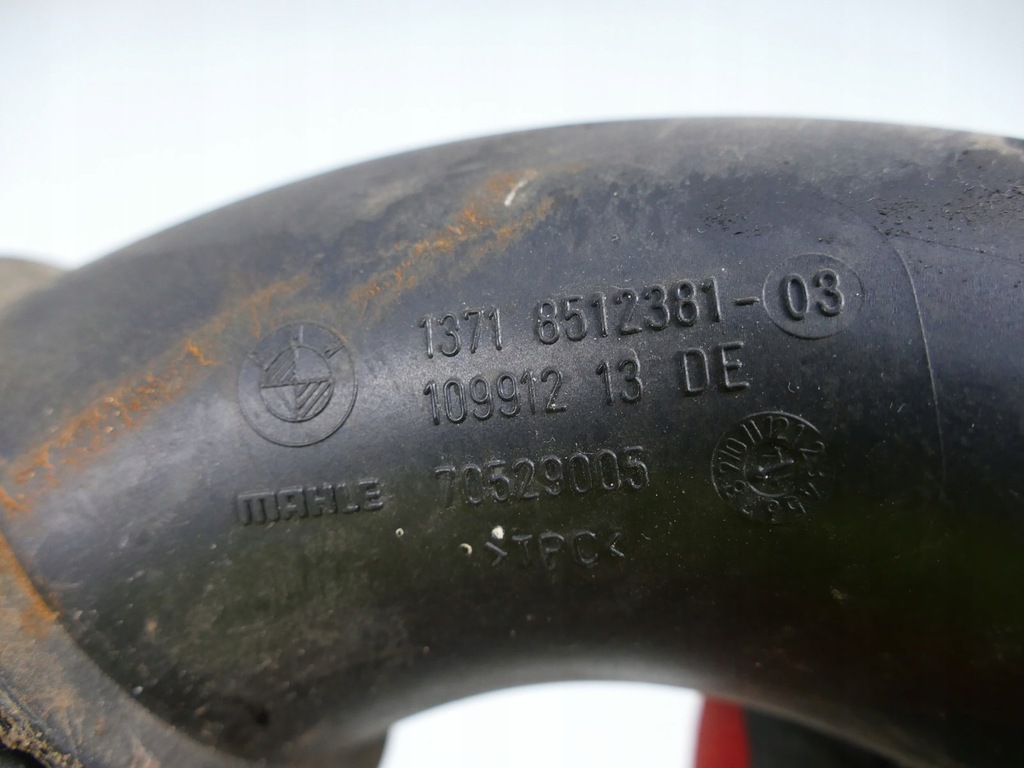 1371 8512381-03
109912 13 DE
MAHLE 70529005
>TPC<